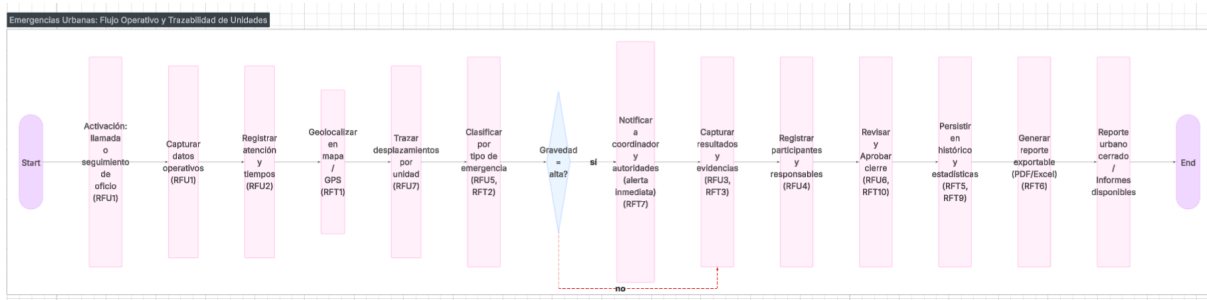 Emergencias Urbanas: Flujo Operativo y Trazabilidad de Unidades
Start
Activación:
llamada
o
seguimiento
de
oficio
(RFU1)
Capturar
datos
operativos
(RFU1)
Registrar
atención
y
tiempos
(RFU2)
Geolocalizar
en
mapa
/
GPS
(RFT1)
Trazar
desplazamientos
por
unidad
(RFU7)
Clasificar
por
tipo de
emergencia
(RFU5,
RFT2)
Gravedad
=
alta?
sí
no
Notificar
a
coordinador
y
autoridades
(alerta
inmediata)
(RFT7)
Capturar
resultados
y
evidencias
(RFU3,
RFT3)
Registrar
participantes
y
responsables
(RFU4)
Revisar
y
Aprobar
cierre
(RFU6,
RFT10)
Persistir
en
histórico
y
estadísticas
(RFT5,
RFT9)
Generar
reporte
exportable
(PDF/Excel)
(RFT6)
Reporte
urbano
cerrado
/
Informes
disponibles
End